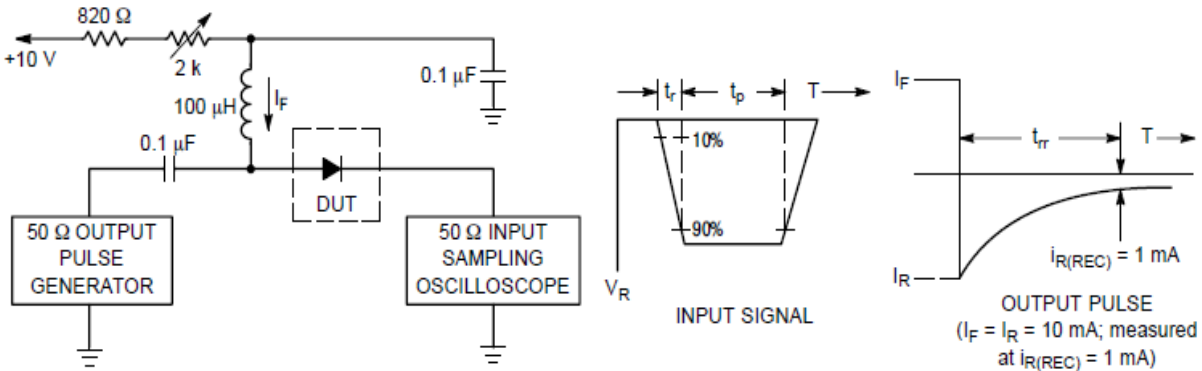 820 Ω
+10 V
2 k
0.1 μF
100 μH
I_F
0.1 μF
DUT
50 Ω OUTPUT
PULSE
GENERATOR
50 Ω INPUT
SAMPLING
OSCILLOSCOPE
t_r
t_p
T
10%
90%
V_R
INPUT SIGNAL
I_F
t_rr
T
i_R(REC) = 1 mA
I_R
OUTPUT PULSE
(I_F = I_R = 10 mA; measured
at i_R(REC) = 1 mA)